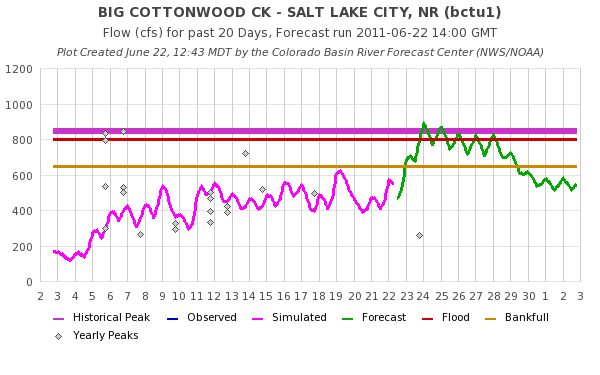 BIG COTTONWOOD CK - SALT LAKE CITY, NR (bctu1)
Flow (cfs) for past 20 Days, Forecast run 2011-06-22 14:00 GMT
Plot Created June 22, 12:43 MDT by the Colorado Basin River Forecast Center (NWS/NOAA)
1200
1000
800
600
400
200
0
2 3 4 5 6 7 8 9 10 11 12 13 14 15 16 17 18 19 20 21 22 23 24 25 26 27 28 29 30 1 2 3
Historical Peak Observed Simulated Forecast Flood Bankfull
Yearly Peaks